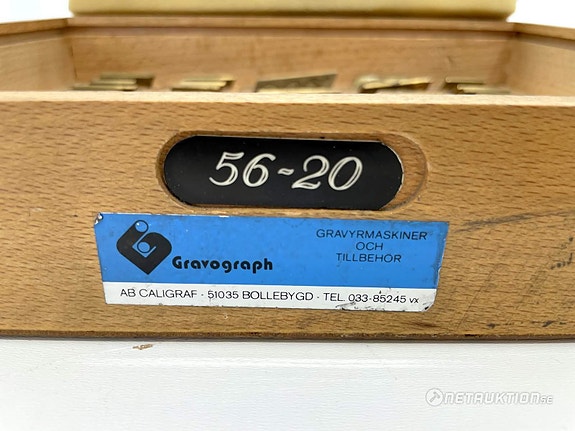 56-20
Gravograph
GRAVYRMASKINER
OCH
TILLBEHÖR
AB CALIGRAF · 51035 BOLLEBYGD · TEL. 033-85245 vx
NETRUKTION.SE